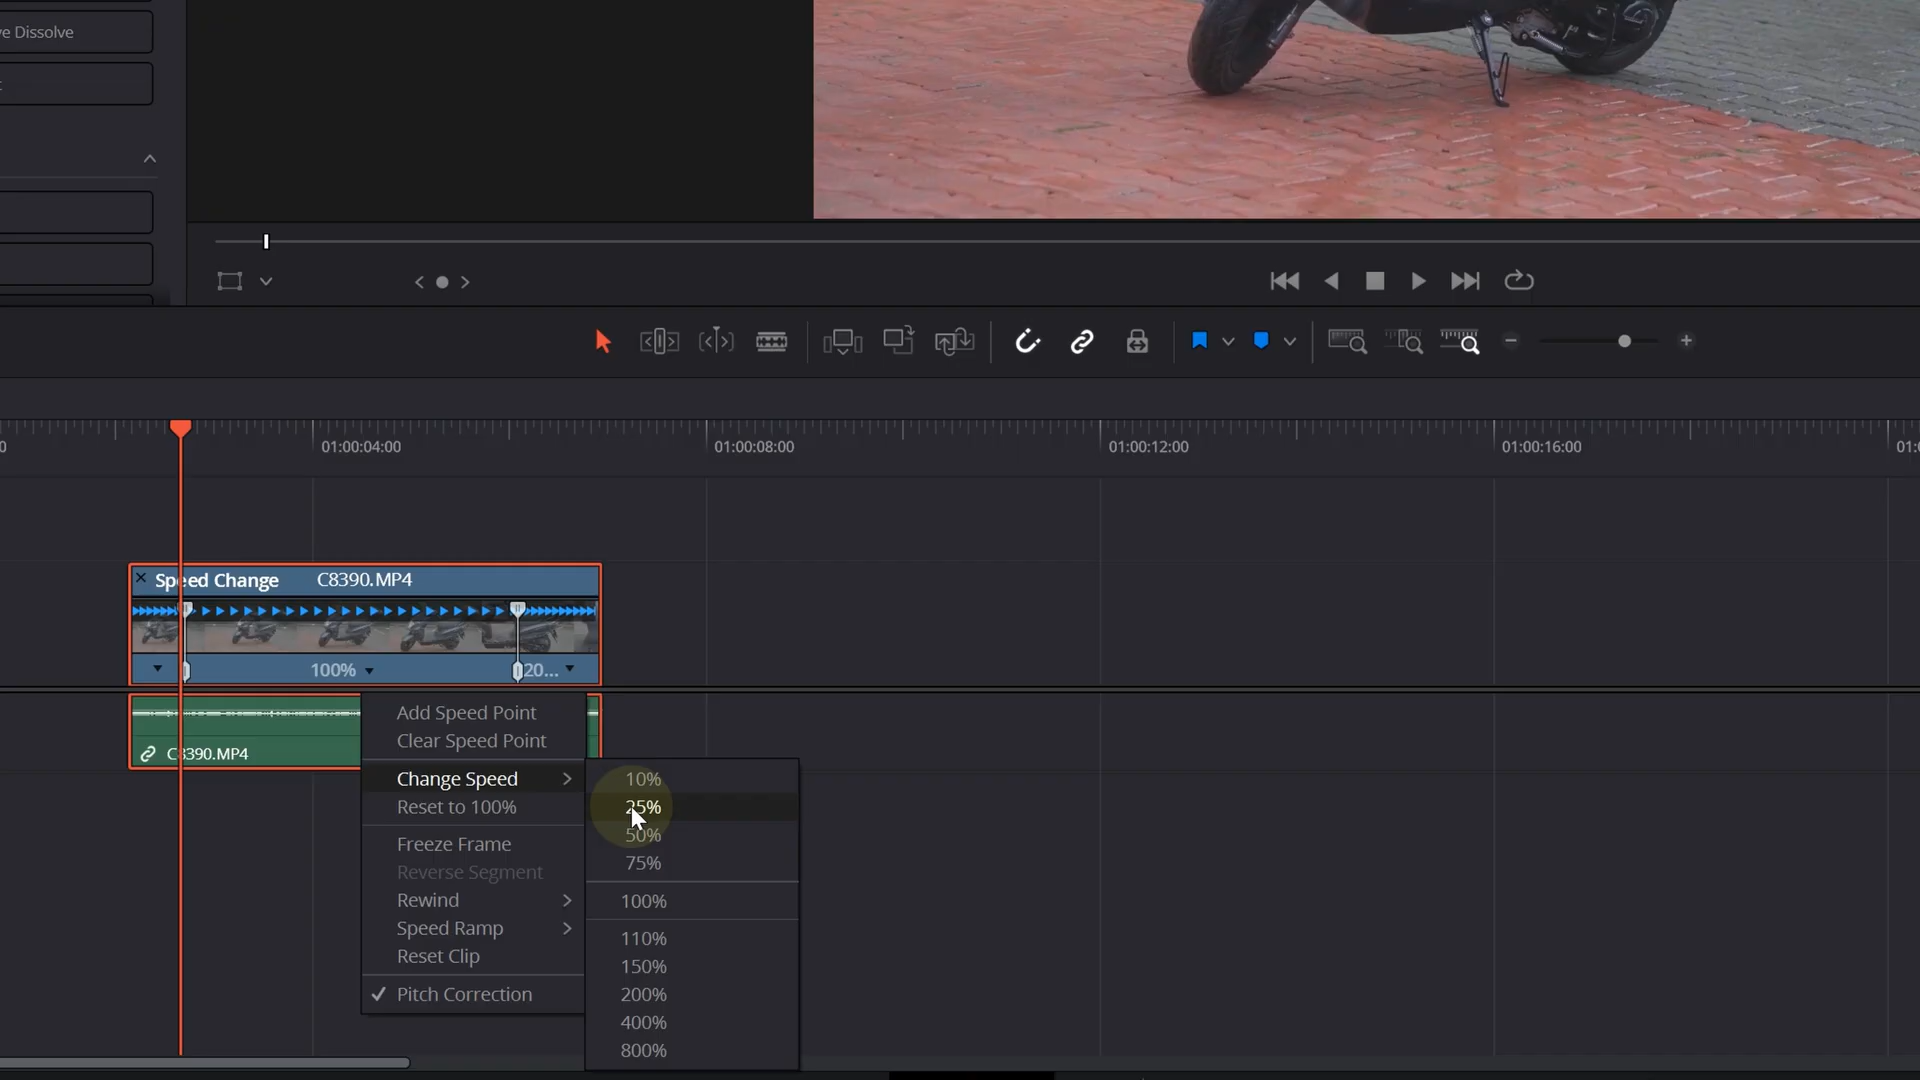 ve Dissolve
01:00:04:00
01:00:08:00
01:00:12:00
01:00:16:00
Speed Change C8390.MP4
100%
20...
C8390.MP4
Add Speed Point
Clear Speed Point
Change Speed
Reset to 100%
Freeze Frame
Reverse Segment
Rewind
Speed Ramp
Reset Clip
Pitch Correction
10%
25%
50%
75%
100%
110%
150%
200%
400%
800%